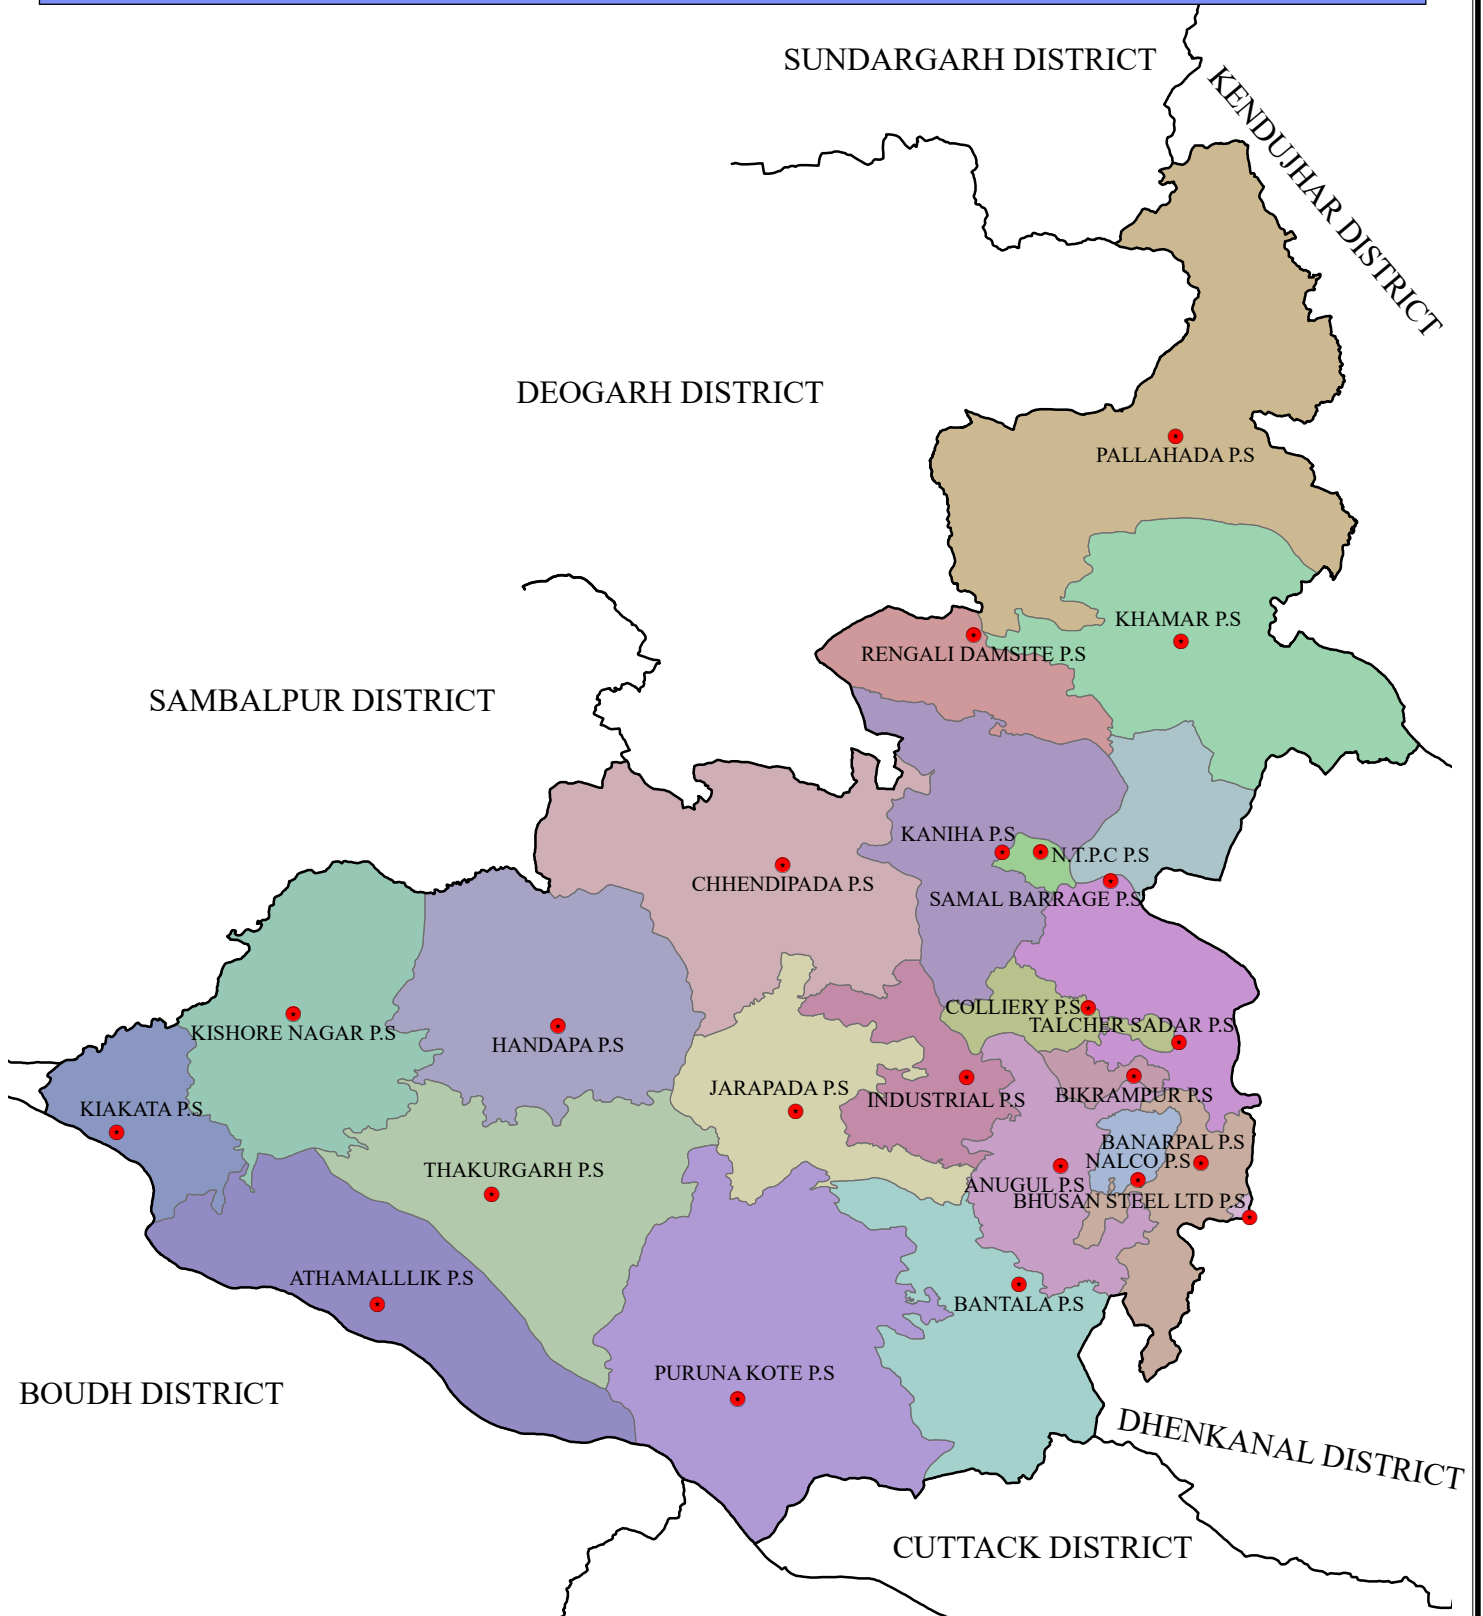 SUNDARGARH DISTRICT
KENDUJHAR DISTRICT
DEOGARH DISTRICT
PALLAHADA P.S
KHAMAR P.S
RENGALI DAMSITE P.S
SAMBALPUR DISTRICT
KANIHA P.S
N.T.P.C P.S
CHHENDIPADA P.S
SAMAL BARRAGE P.S
COLLIERY P.S
TALCHER SADAR P.S
KISHORE NAGAR P.S
HANDAPA P.S
JARAPADA P.S
INDUSTRIAL P.S
BIKRAMPUR P.S
KIAKATA P.S
BANARPAL P.S
NALCO P.S
THAKURGARH P.S
ANUGUL P.S
BHUSAN STEEL LTD P.S
ATHAMALLLIK P.S
BANTALA P.S
PURUNA KOTE P.S
BOUDH DISTRICT
DHENKANAL DISTRICT
CUTTACK DISTRICT